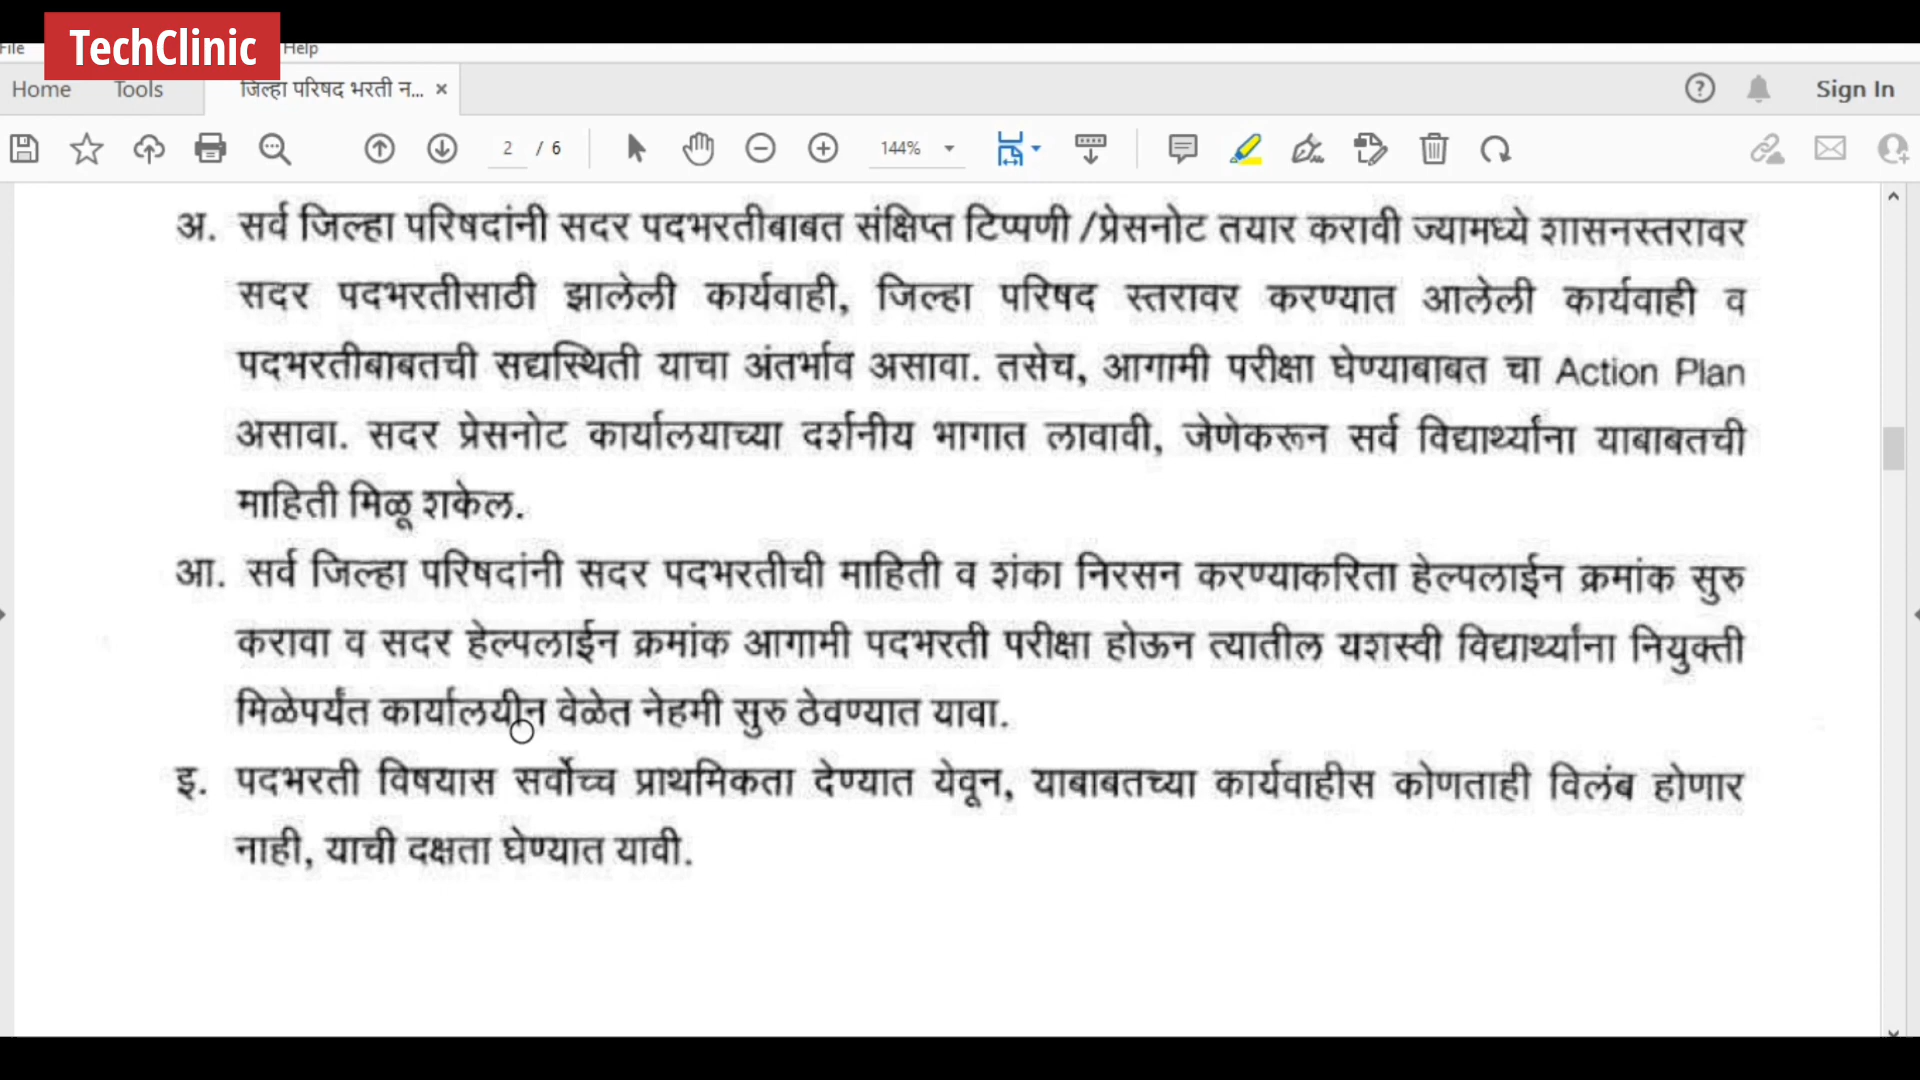 TechClinic
File
Help
Home
Tools
जिल्हा परिषद भरती न...
Sign In
2 / 6
144%
अ. सर्व जिल्हा परिषदांनी सदर पदभरतीबाबत संक्षिप्त टिप्पणी /प्रेसनोट तयार करावी ज्यामध्ये शासनस्तरावर
सदर पदभरतीसाठी झालेली कार्यवाही, जिल्हा परिषद स्तरावर करण्यात आलेली कार्यवाही व
पदभरतीबाबतची सद्यस्थिती याचा अंतर्भाव असावा. तसेच, आगामी परीक्षा घेण्याबाबत चा Action Plan
असावा. सदर प्रेसनोट कार्यालयाच्या दर्शनीय भागात लावावी, जेणेकरून सर्व विद्यार्थ्यांना याबाबतची
माहिती मिळू शकेल.
आ. सर्व जिल्हा परिषदांनी सदर पदभरतीची माहिती व शंका निरसन करण्याकरिता हेल्पलाईन क्रमांक सुरु
करावा व सदर हेल्पलाईन क्रमांक आगामी पदभरती परीक्षा होऊन त्यातील यशस्वी विद्यार्थ्यांना नियुक्ती
मिळेपर्यंत कार्यालयीन वेळेत नेहमी सुरु ठेवण्यात यावा.
इ. पदभरती विषयास सर्वोच्च प्राथमिकता देण्यात येवून, याबाबतच्या कार्यवाहीस कोणताही विलंब होणार
नाही, याची दक्षता घेण्यात यावी.